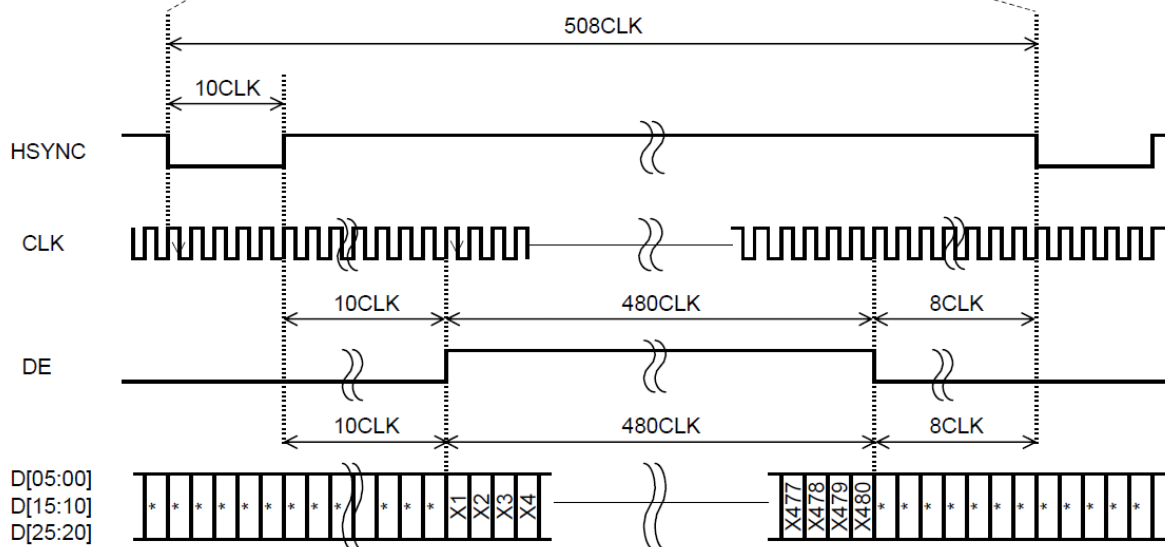 508CLK
10CLK
HSYNC
CLK
10CLK 480CLK 8CLK
DE
10CLK 480CLK 8CLK
D[05:00]
D[15:10]
D[25:20]
* * * * * * * * * * * * X1 X2 X3 X4 X477 X478 X479 X480 * * * * * * * * * * * *